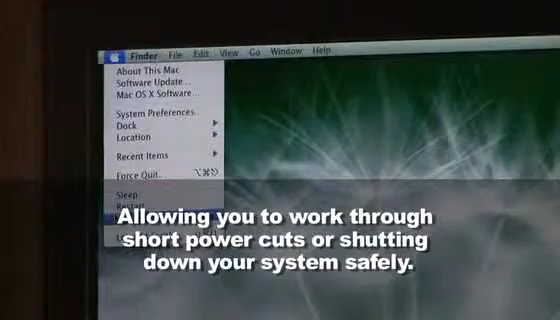 Finder File Edit View Go Window Help
About This Mac
Software Update...
Mac OS X Software...
System Preferences...
Dock
Location
Recent Items
Force Quit... ⌥⌘⎋
Sleep
Restart
Allowing you to work through
short power cuts or shutting
down your system safely.